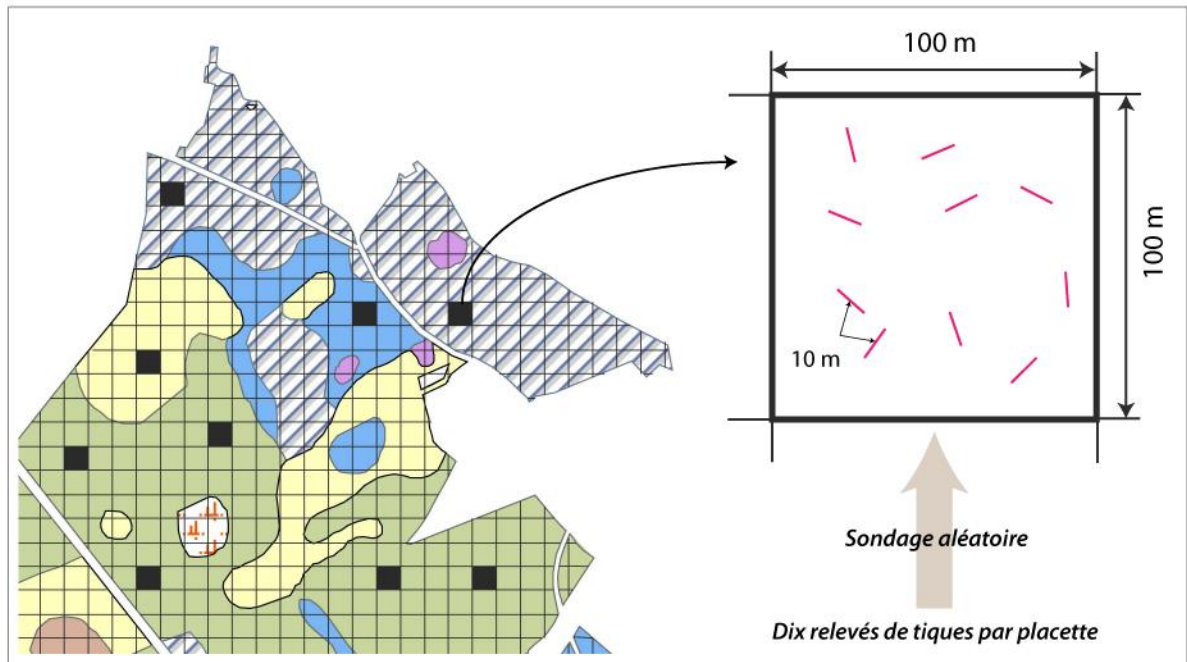 100 m
100 m
10 m
Sondage aléatoire
Dix relevés de tiques par placette